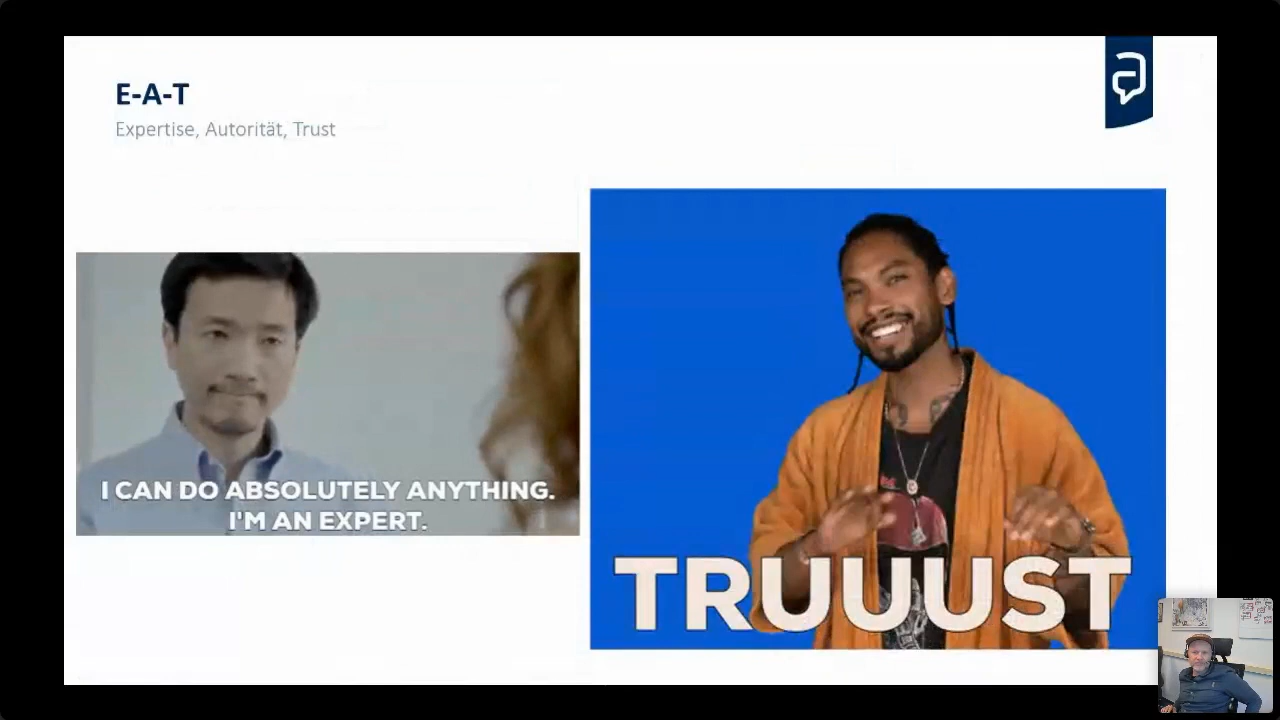 E-A-T
Expertise, Autorität, Trust
I CAN DO ABSOLUTELY ANYTHING.
I'M AN EXPERT.
TRUUUST